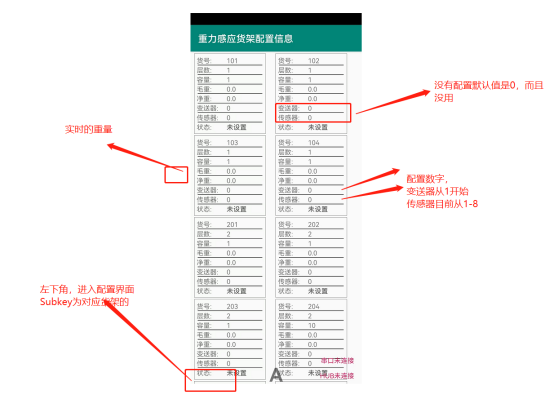 重力感应货架配置信息
货号: 101
层数: 1
容量: 1
毛重: 0.0
净重: 0.0
变送器: 0
传感器: 0
状态: 未设置
货号: 102
层数: 1
容量: 1
毛重: 0.0
净重: 0.0
变送器: 0
传感器: 0
状态: 未设置
没有配置默认值是0，而且
没用
实时的重量
货号: 103
层数: 1
容量: 1
毛重: 0.0
净重: 0.0
变送器: 0
传感器: 0
状态: 未设置
货号: 104
层数: 1
容量: 1
毛重: 0.0
净重: 0.0
变送器: 0
传感器: 0
状态: 未设置
配置数字，
变送器从1开始
传感器目前从1-8
货号: 201
层数: 2
容量: 1
毛重: 0.0
净重: 0.0
变送器: 0
传感器: 0
状态: 未设置
货号: 202
层数: 2
容量: 1
毛重: 0.0
净重: 0.0
变送器: 0
传感器: 0
状态: 未设置
左下角，进入配置界面
Subkey为对应货架的
货号: 203
层数: 2
容量: 1
毛重: 0.0
净重: 0.0
变送器: 0
传感器: 0
状态: 未设置
货号: 204
层数: 2
容量: 10
毛重: 0.0
净重: 0.0
变送器: 0
传感器: 0
状态: 未设置
串口未连接
HUB未连接
A